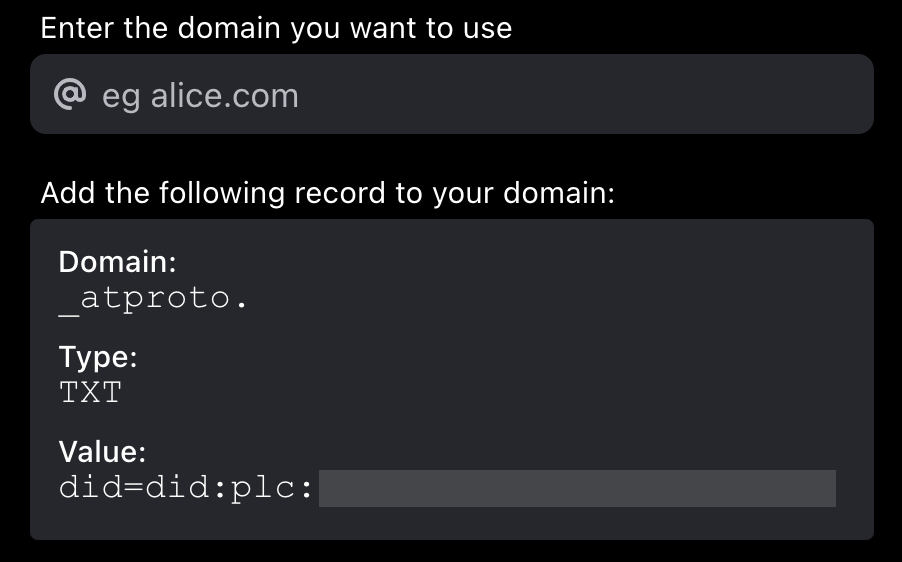 Enter the domain you want to use
@ eg alice.com
Add the following record to your domain:
Domain:
_atproto.
Type:
TXT
Value:
did=did:plc: